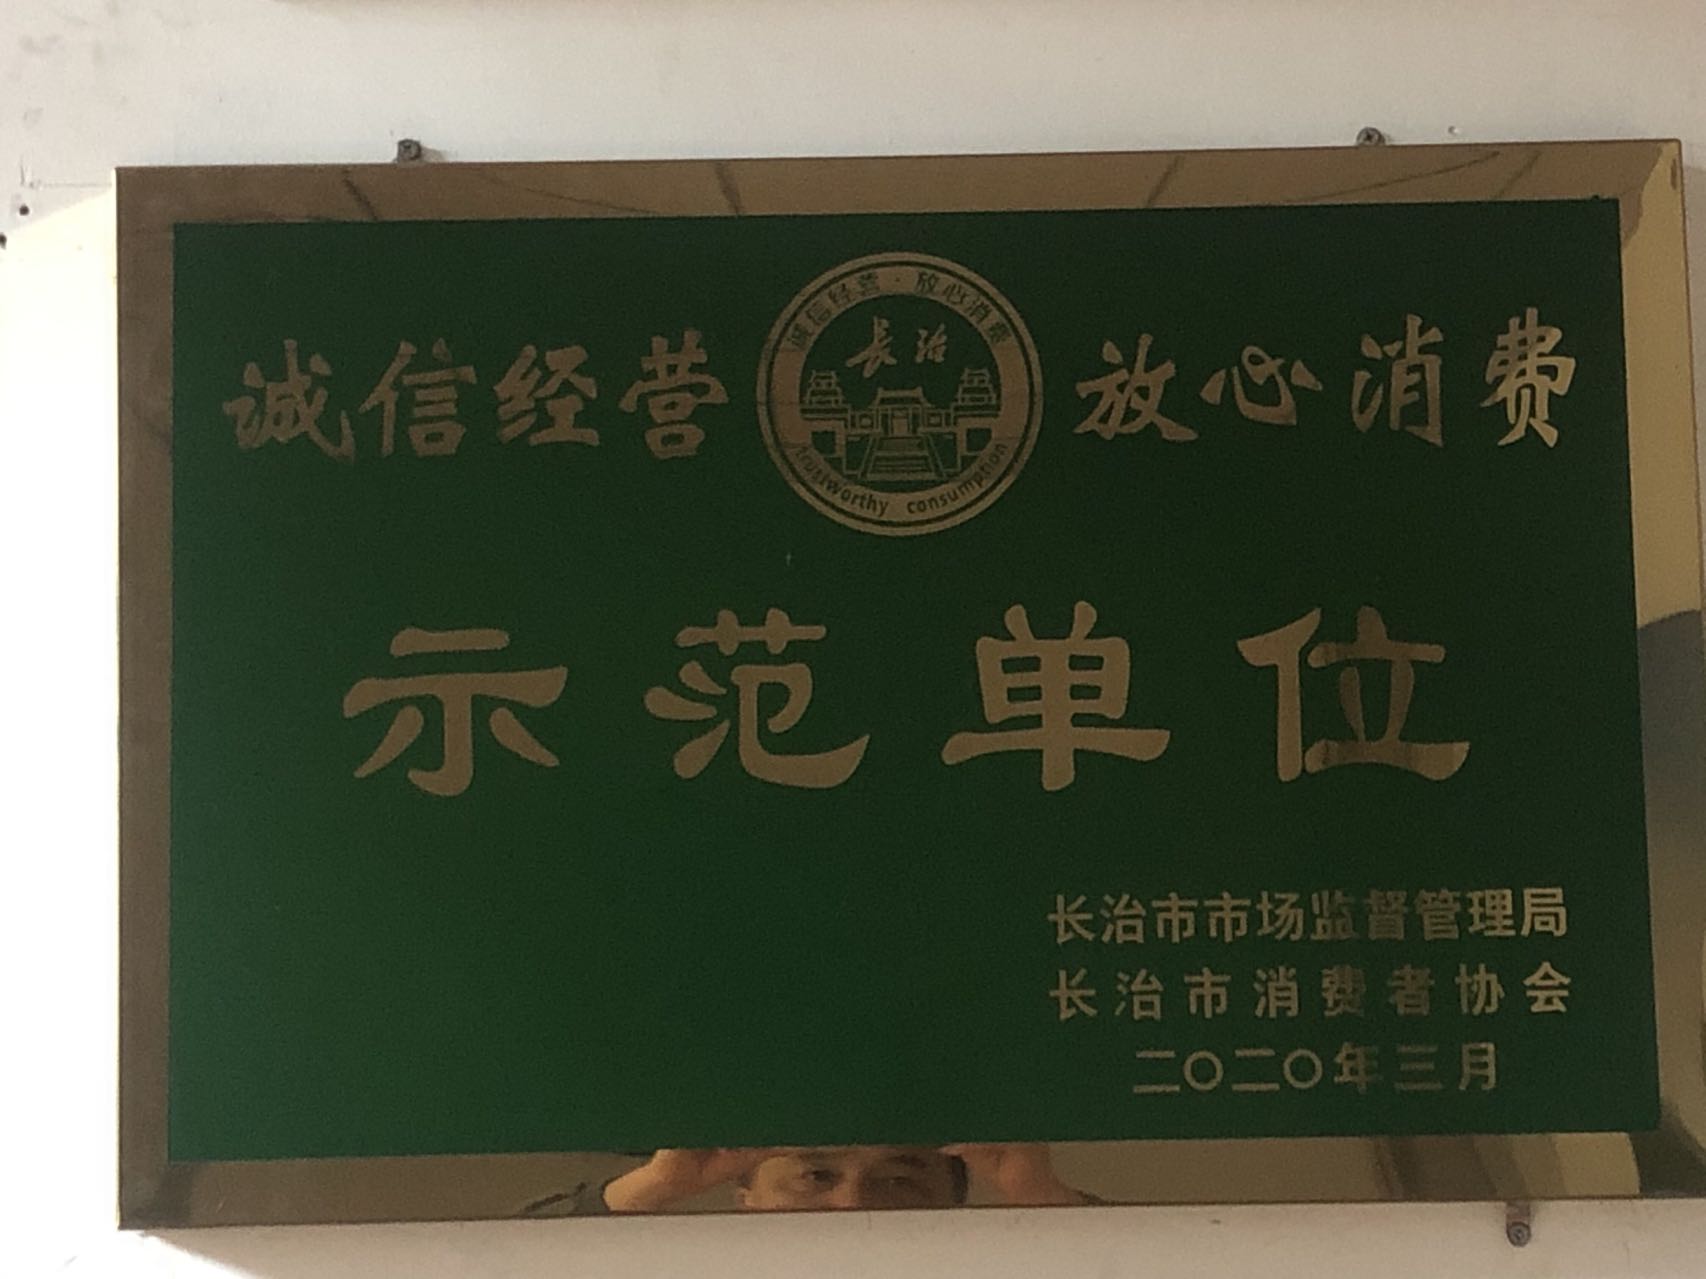 诚信经营 放心消费
诚信经营·放心消费
长治
trustworthy consumption
示范单位
长治市市场监督管理局
长治市消费者协会
二〇二〇年三月